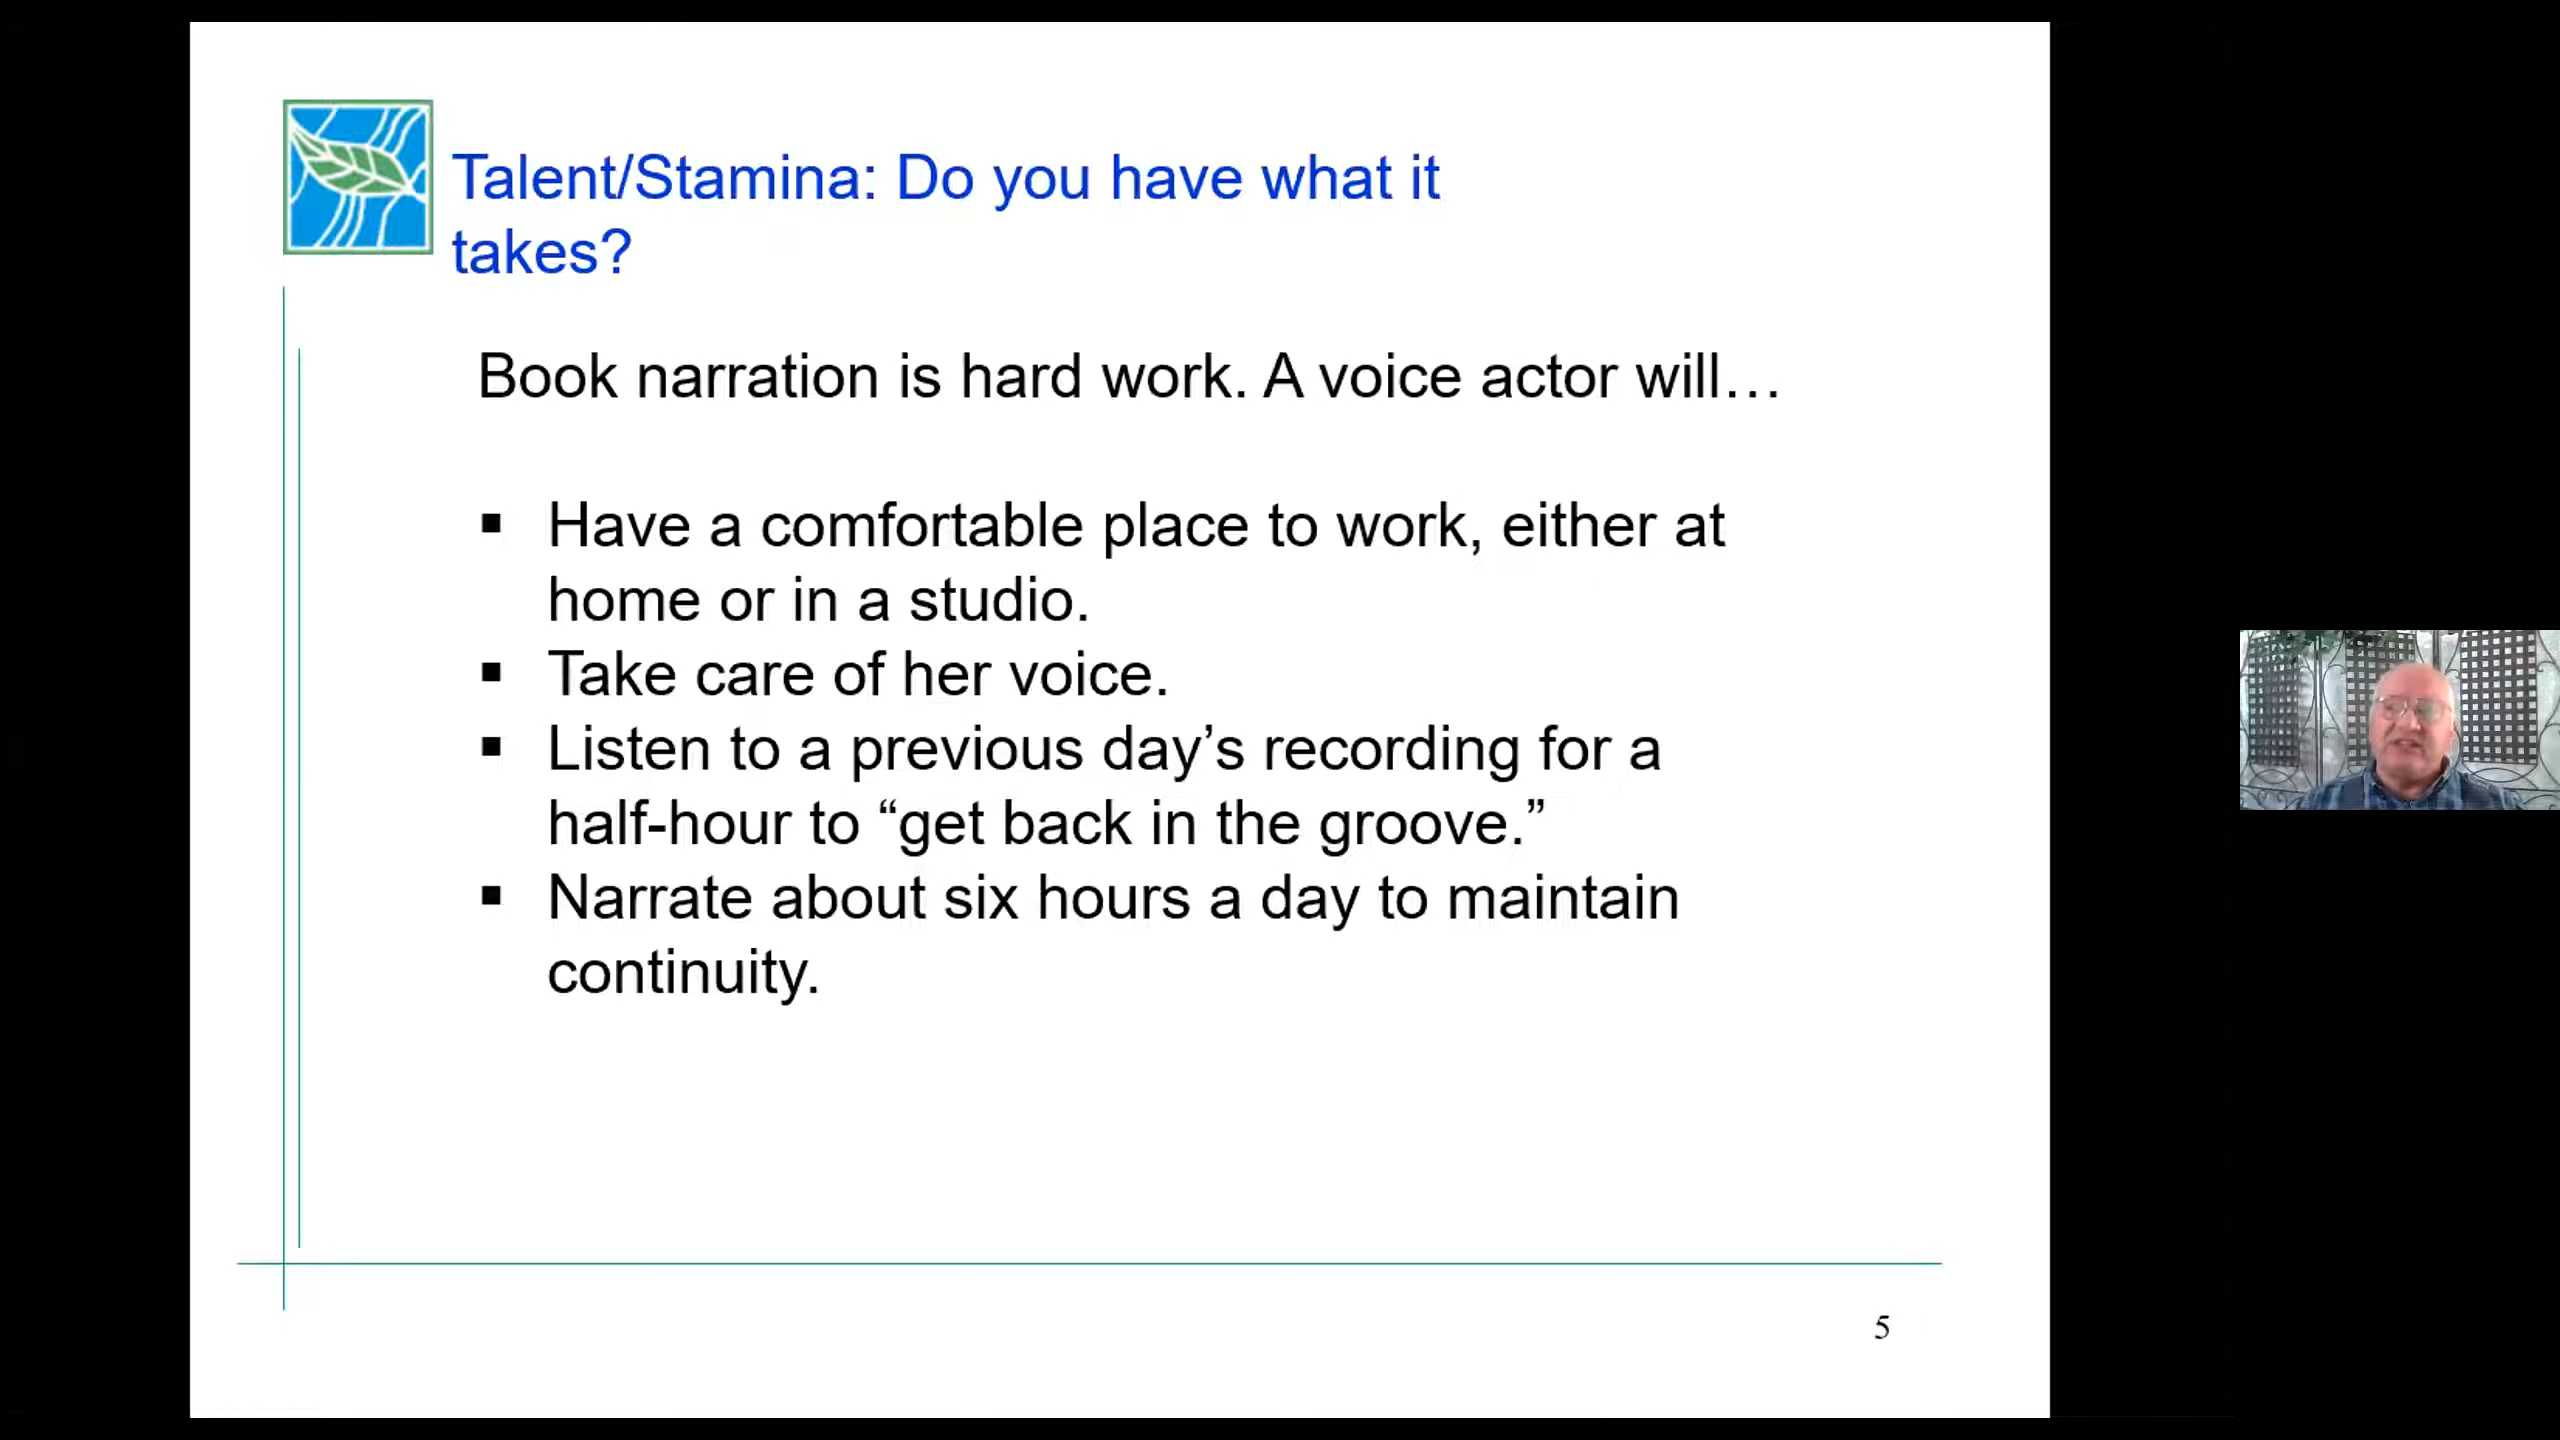 Talent/Stamina: Do you have what it
takes?
Book narration is hard work. A voice actor will…
▪ Have a comfortable place to work, either at
home or in a studio.
▪ Take care of her voice.
▪ Listen to a previous day’s recording for a
half-hour to “get back in the groove.”
▪ Narrate about six hours a day to maintain
continuity.
5